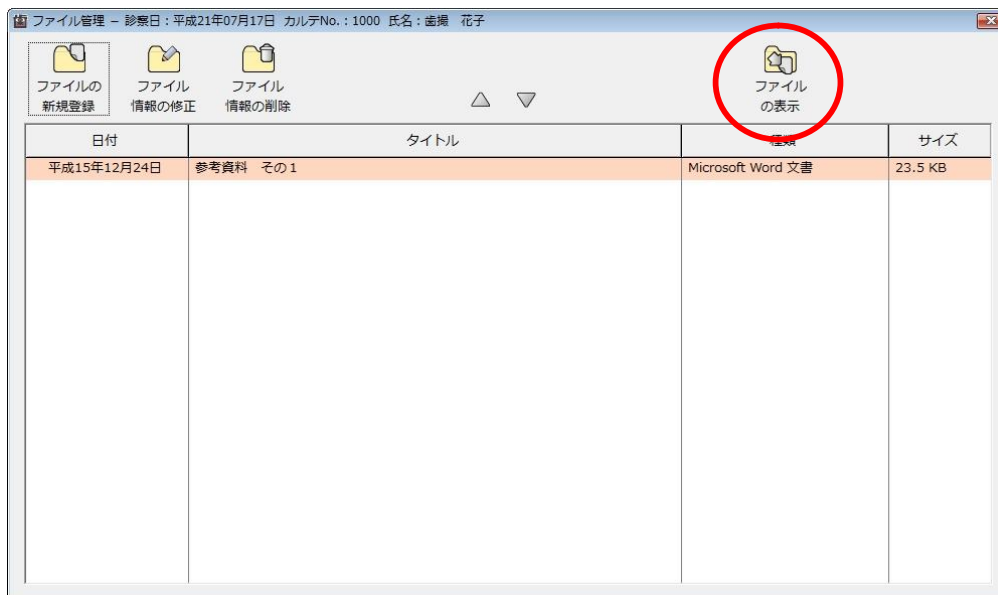 ファイル管理 – 診察日：平成21年07月17日 カルテNo.：1000 氏名：歯撮 花子
ファイルの
新規登録
ファイル
情報の修正
ファイル
情報の削除
ファイル
の表示
日付 タイトル 種類 サイズ
平成15年12月24日 参考資料 その1 Microsoft Word 文書 23.5 KB